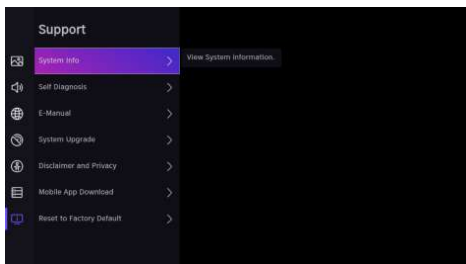 Support
System Info
View System information.
Self Diagnosis
E-Manual
System Upgrade
Disclaimer and Privacy
Mobile App Download
Reset to Factory Default